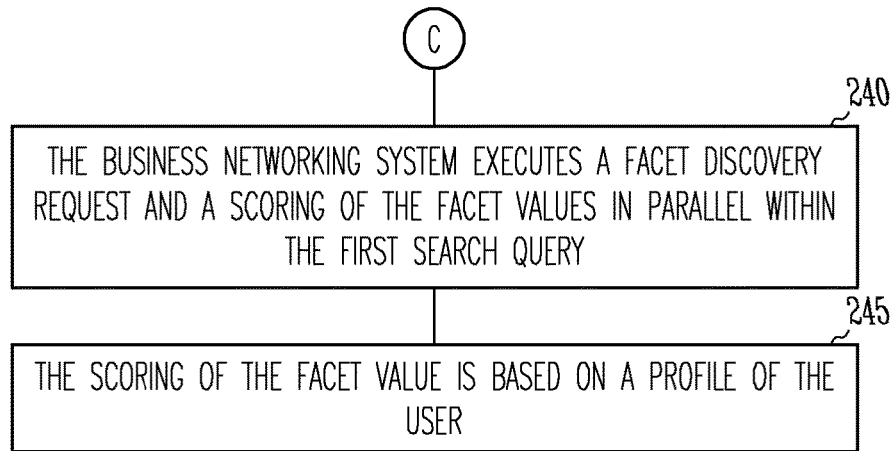 C
240
THE BUSINESS NETWORKING SYSTEM EXECUTES A FACET DISCOVERY
REQUEST AND A SCORING OF THE FACET VALUES IN PARALLEL WITHIN
THE FIRST SEARCH QUERY
245
THE SCORING OF THE FACET VALUE IS BASED ON A PROFILE OF THE
USER